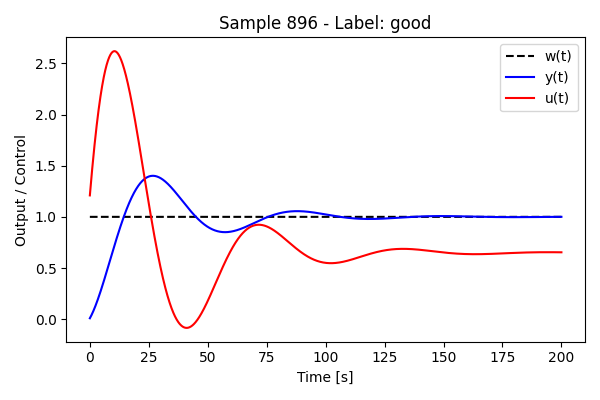 Sample 896 - Label: good
w(t)
y(t)
u(t)
Output / Control
2.5
2.0
1.5
1.0
0.5
0.0
0 25 50 75 100 125 150 175 200
Time [s]